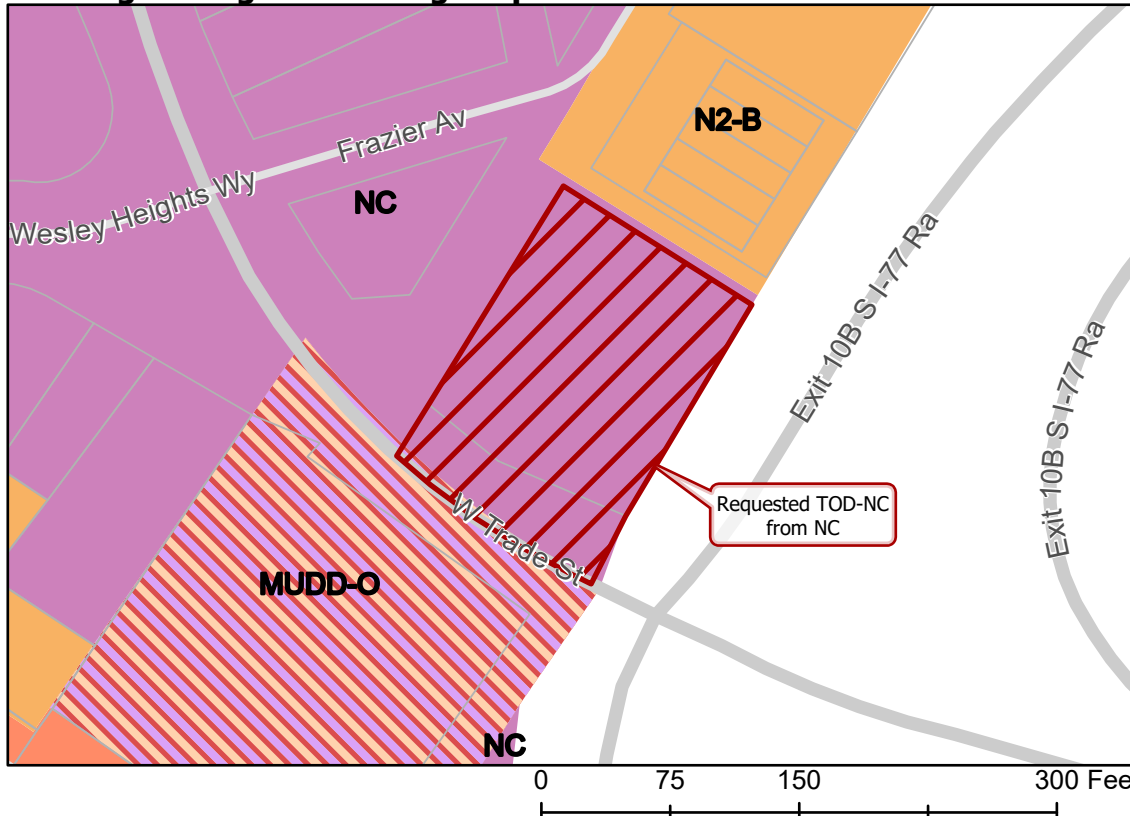 N2-B
Frazier Av
Wesley Heights Wy
NC
Exit 10B S I-77 Ra
Exit 10B S I-77 Ra
Requested TOD-NC
from NC
W Trade St
MUDD-O
NC
0 75 150 300 Fee